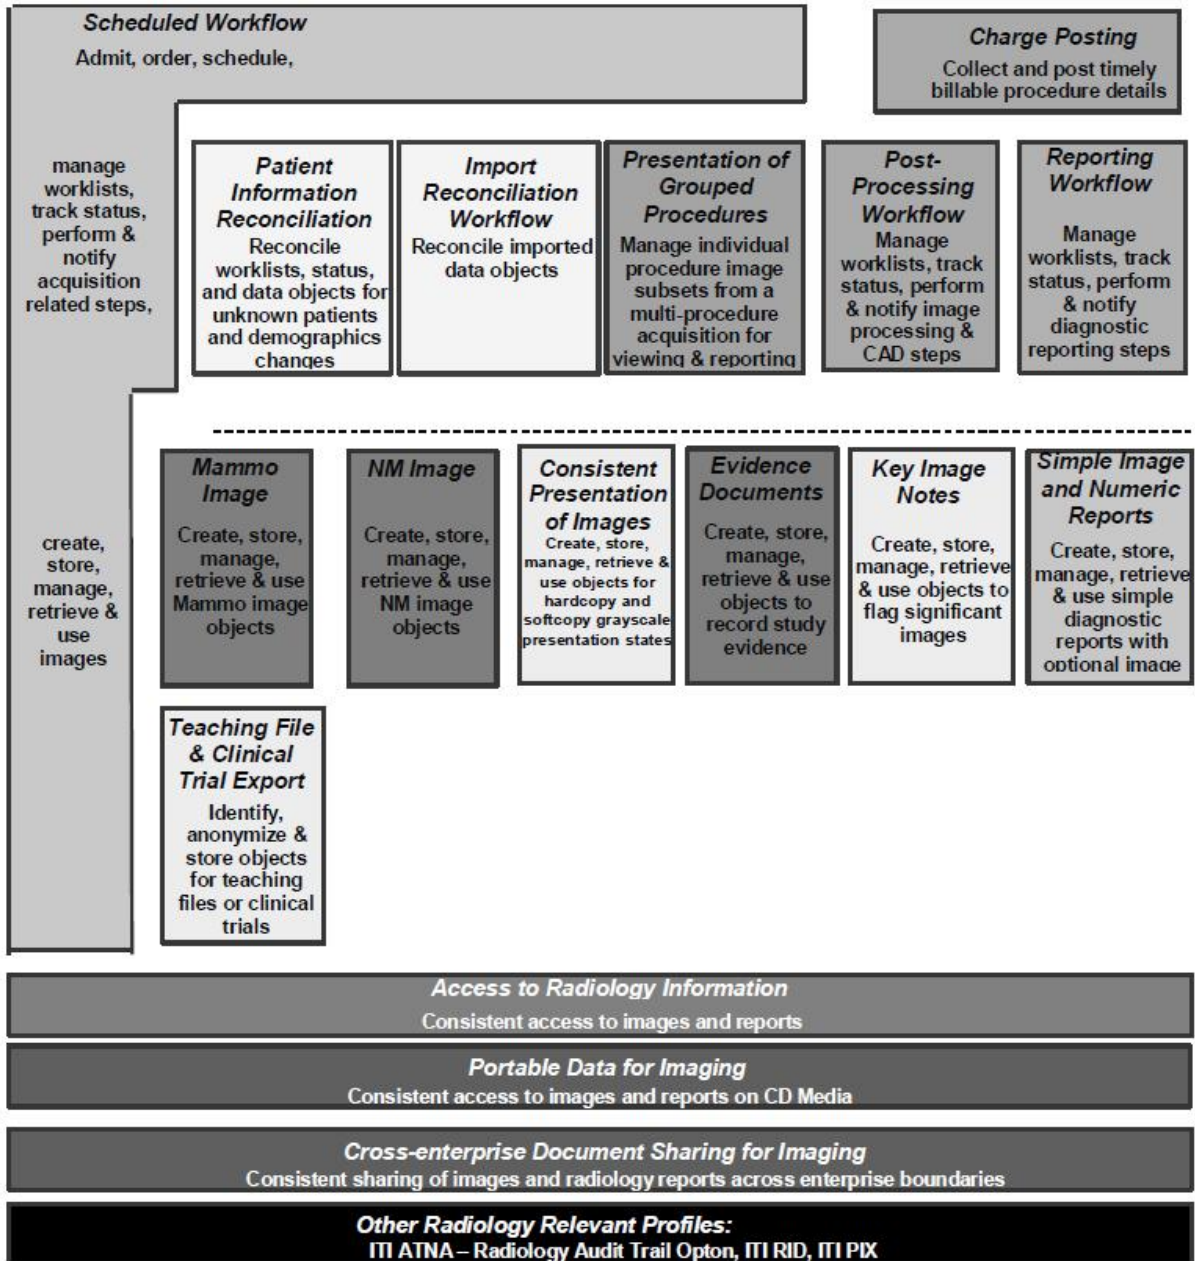 Scheduled Workflow
Admit, order, schedule,
Charge Posting
Collect and post timely
billable procedure details
manage
worklists,
track status,
perform &
notify
acquisition
related steps,
Patient
Information
Reconciliation
Reconcile
worklists, status,
and data objects for
unknown patients
and demographics
changes
Import
Reconciliation
Workflow
Reconcile imported
data objects
Presentation of
Grouped
Procedures
Manage individual
procedure image
subsets from a
multi-procedure
acquisition for
viewing & reporting
Post-
Processing
Workflow
Manage
worklists, track
status, perform
& notify image
processing &
CAD steps
Reporting
Workflow
Manage
worklists, track
status, perform
& notify
diagnostic
reporting steps
create,
store,
manage,
retrieve &
use
images
Mammo
Image
Create, store,
manage,
retrieve & use
Mammo image
objects
NM Image
Create, store,
manage,
retrieve & use
NM image
objects
Consistent
Presentation
of Images
Create, store,
manage, retrieve &
use objects for
hardcopy and
softcopy grayscale
presentation states
Evidence
Documents
Create, store,
manage,
retrieve & use
objects to
record study
evidence
Key Image
Notes
Create, store,
manage, retrieve
& use objects to
flag significant
images
Simple Image
and Numeric
Reports
Create, store,
manage, retrieve
& use simple
diagnostic
reports with
optional image
Teaching File
& Clinical
Trial Export
Identify,
anonymize &
store objects
for teaching
files or clinical
trials
Access to Radiology Information
Consistent access to images and reports
Portable Data for Imaging
Consistent access to images and reports on CD Media
Cross-enterprise Document Sharing for Imaging
Consistent sharing of images and radiology reports across enterprise boundaries
Other Radiology Relevant Profiles:
ITI ATNA – Radiology Audit Trail Opton, ITI RID, ITI PIX